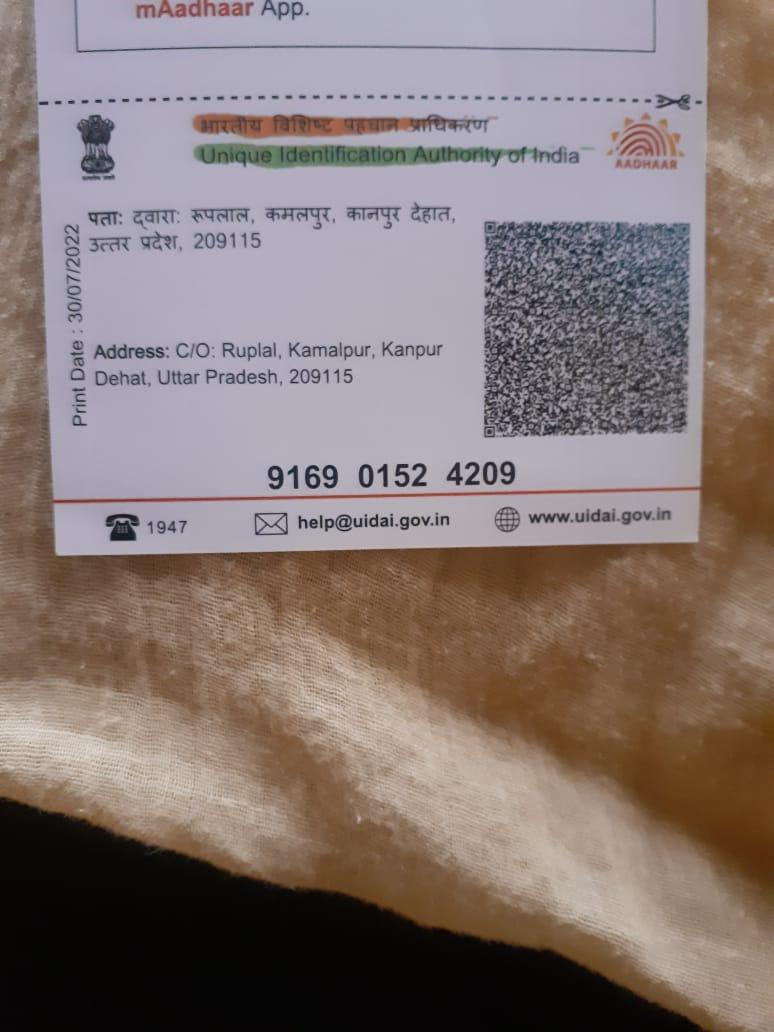 mAadhaar App.
भारतीय विशिष्ट पहचान प्राधिकरण
Unique Identification Authority of India
AADHAAR
पता: द्वारा: रुपलाल, कमलपुर, कानपुर देहात,
उत्तर प्रदेश, 209115
Print Date : 30/07/2022
Address: C/O: Ruplal, Kamalpur, Kanpur
Dehat, Uttar Pradesh, 209115
9169 0152 4209
1947
help@uidai.gov.in
www.uidai.gov.in